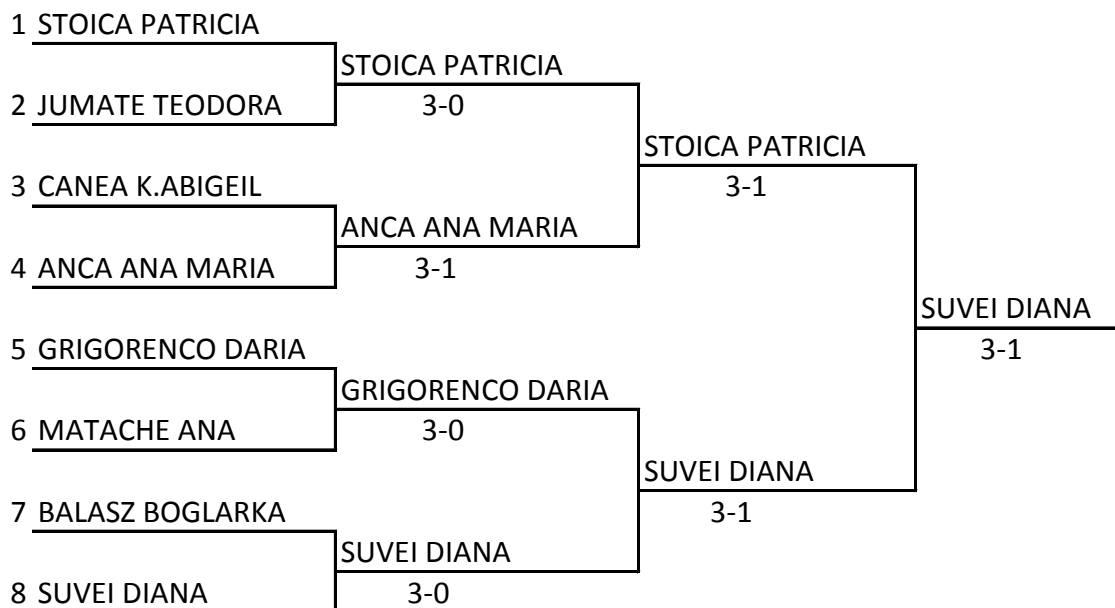 1 STOICA PATRICIA
STOICA PATRICIA
2 JUMATE TEODORA
3-0
STOICA PATRICIA
3 CANEA K.ABIGEIL
3-1
ANCA ANA MARIA
4 ANCA ANA MARIA
3-1
SUVEI DIANA
5 GRIGORENCO DARIA
3-1
GRIGORENCO DARIA
6 MATACHE ANA
3-0
SUVEI DIANA
7 BALASZ BOGLARKA
3-1
SUVEI DIANA
8 SUVEI DIANA
3-0